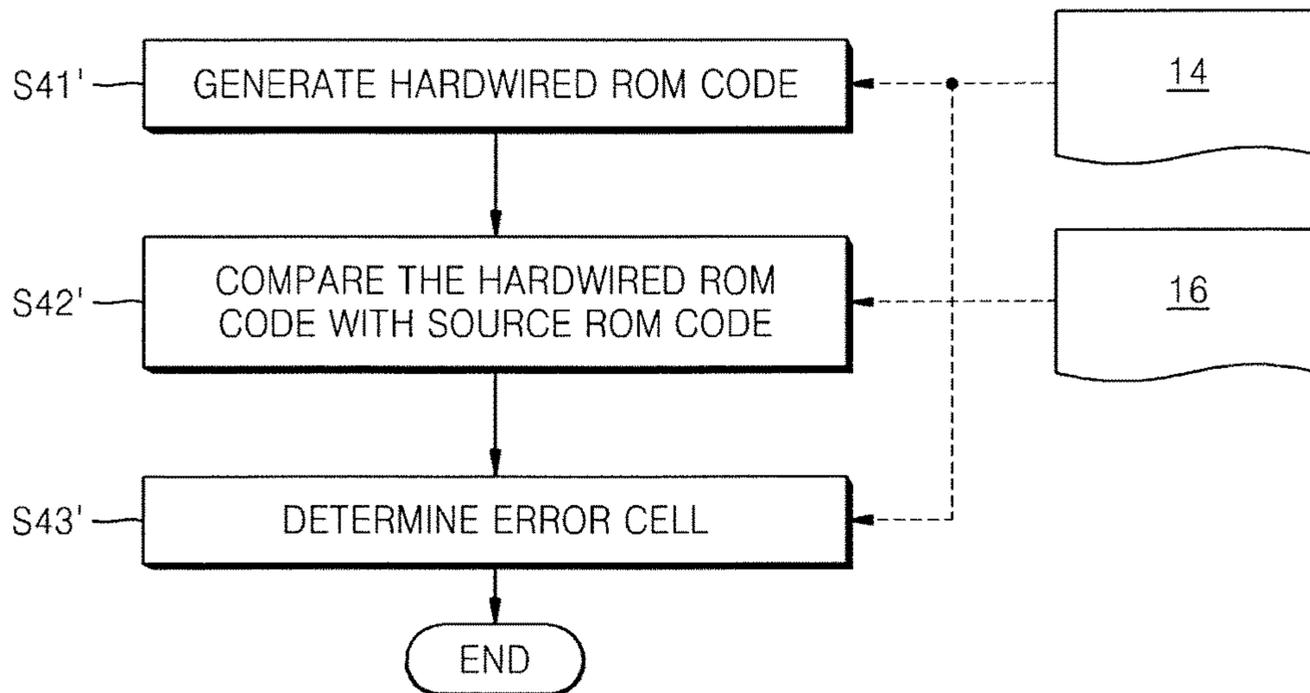 S41'
GENERATE HARDWIRED ROM CODE
14
S42'
COMPARE THE HARDWIRED ROM
CODE WITH SOURCE ROM CODE
16
S43'
DETERMINE ERROR CELL
END